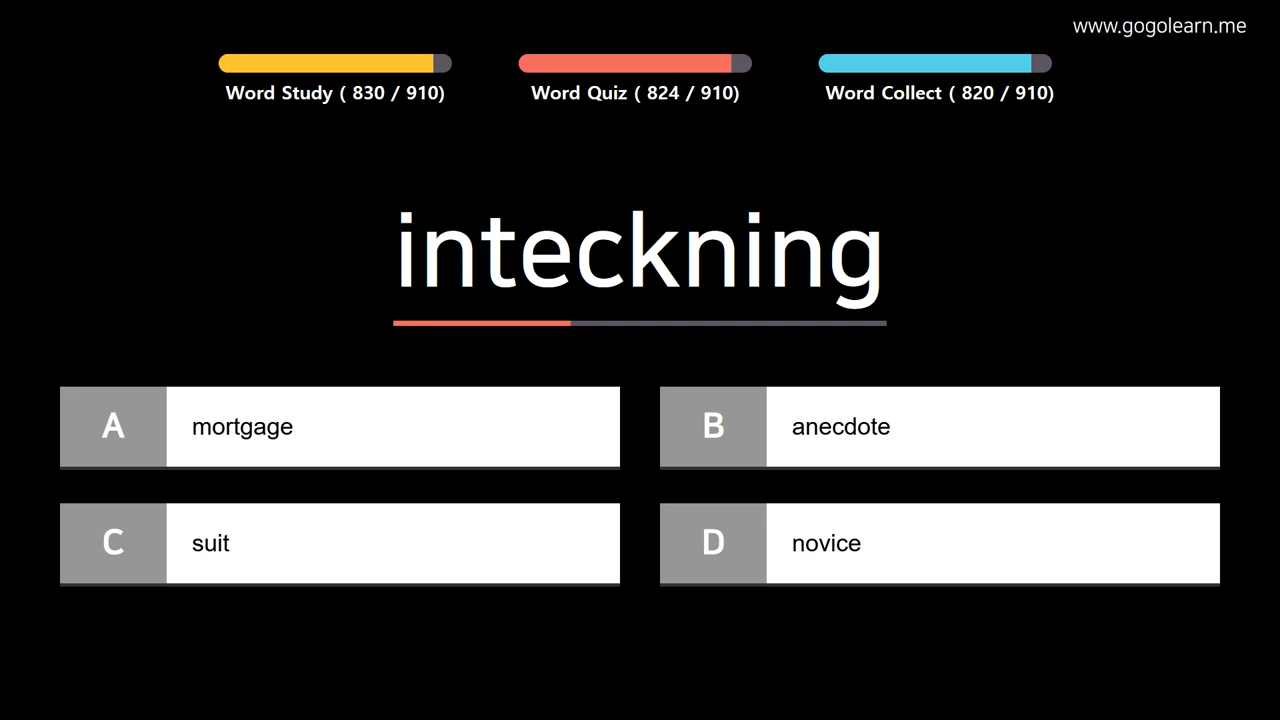 www.gogolearn.me
Word Study ( 830 / 910)
Word Quiz ( 824 / 910)
Word Collect ( 820 / 910)
inteckning
A mortgage
B anecdote
C suit
D novice